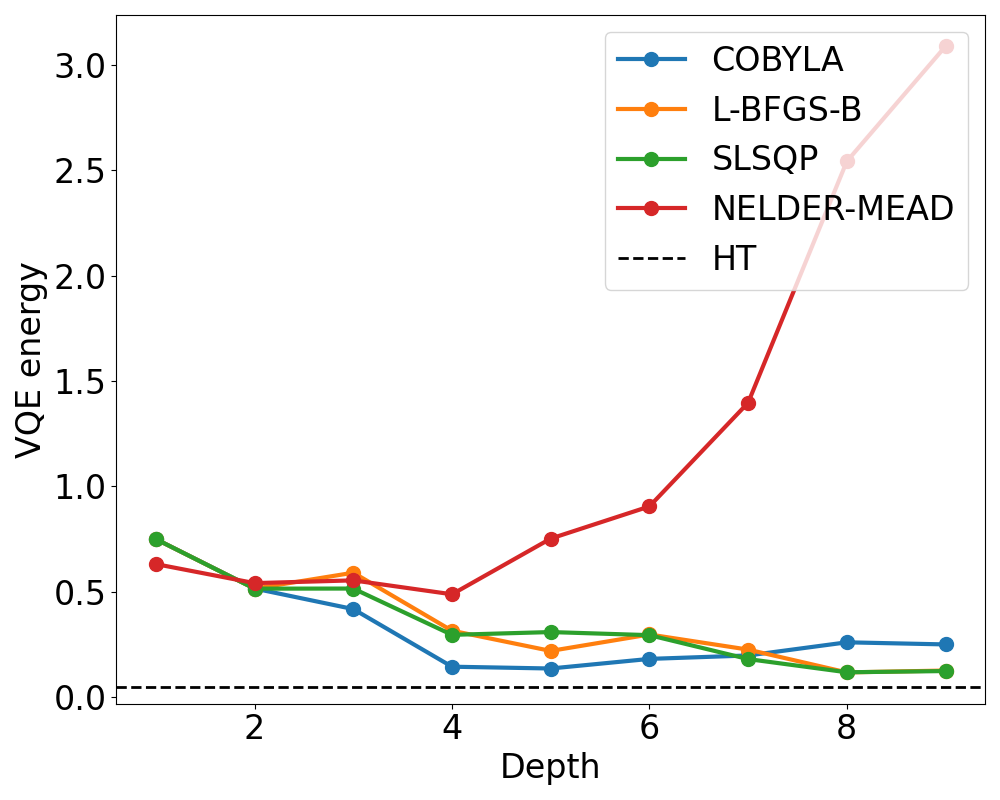 VQE energy
3.0
2.5
2.0
1.5
1.0
0.5
0.0
COBYLA
L-BFGS-B
SLSQP
NELDER-MEAD
HT
2 4 6 8
Depth